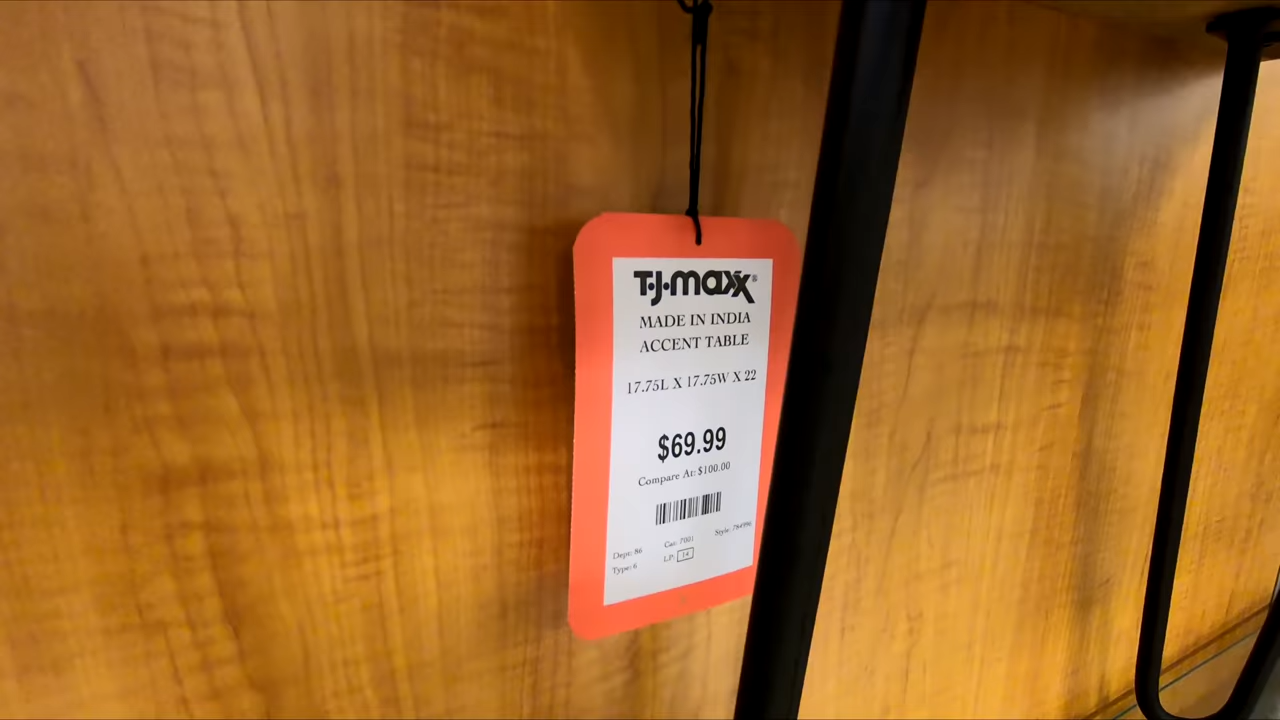 T·J·maxx®
MADE IN INDIA
ACCENT TABLE
17.75L X 17.75W X 22
$69.99
Compare At: $100.00
Dept: 86 Cat: 7001 Style: 784996
Type: 6 L.P. 14